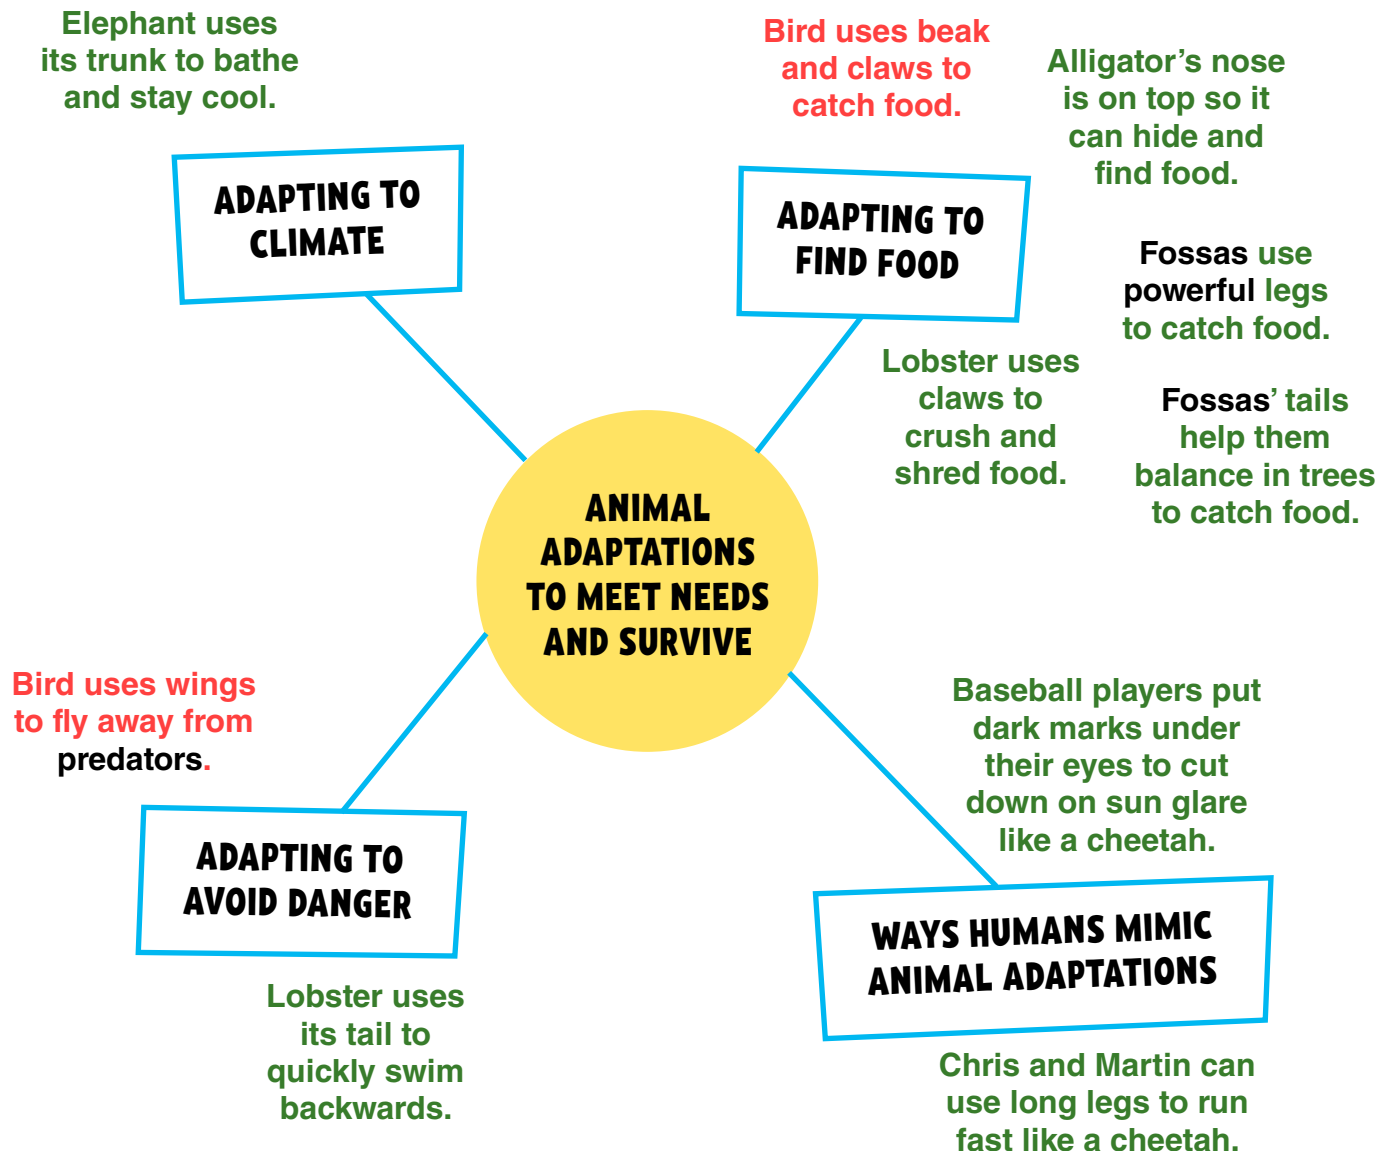 Elephant uses
its trunk to bathe
and stay cool.
ADAPTING TO
CLIMATE
Bird uses beak
and claws to
catch food.
Alligator’s nose
is on top so it
can hide and
find food.
ADAPTING TO
FIND FOOD
Fossas use
powerful legs
to catch food.
Lobster uses
claws to
crush and
shred food.
Fossas’ tails
help them
balance in trees
to catch food.
ANIMAL
ADAPTATIONS
TO MEET NEEDS
AND SURVIVE
Bird uses wings
to fly away from
predators.
ADAPTING TO
AVOID DANGER
Lobster uses
its tail to
quickly swim
backwards.
Baseball players put
dark marks under
their eyes to cut
down on sun glare
like a cheetah.
WAYS HUMANS MIMIC
ANIMAL ADAPTATIONS
Chris and Martin can
use long legs to run
fast like a cheetah.